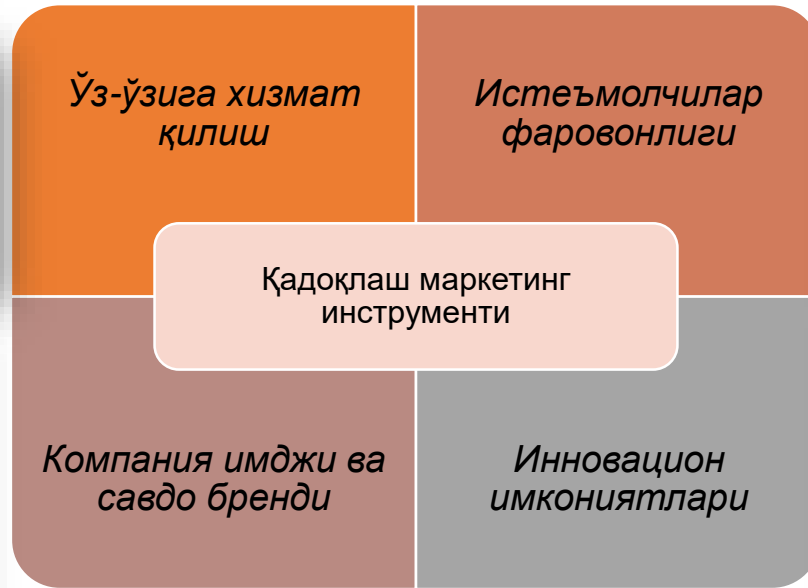 Ўз-ўзига хизмат
қилиш
Истеъмолчилар
фаровонлиги
Қадоқлаш маркетинг
инструменти
Компания имджи ва
савдо бренди
Инновацион
имкониятлари